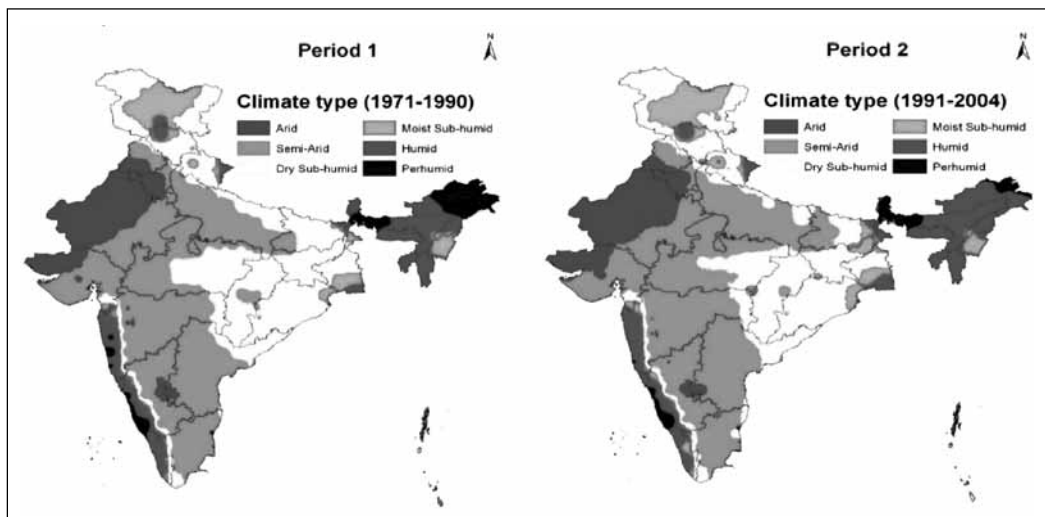 Period 1
N
Climate type (1971-1990)
Arid
Moist Sub-humid
Semi-Arid
Humid
Dry Sub-humid
Perhumid
Period 2
N
Climate type (1991-2004)
Arid
Moist Sub-humid
Semi-Arid
Humid
Dry Sub-humid
Perhumid